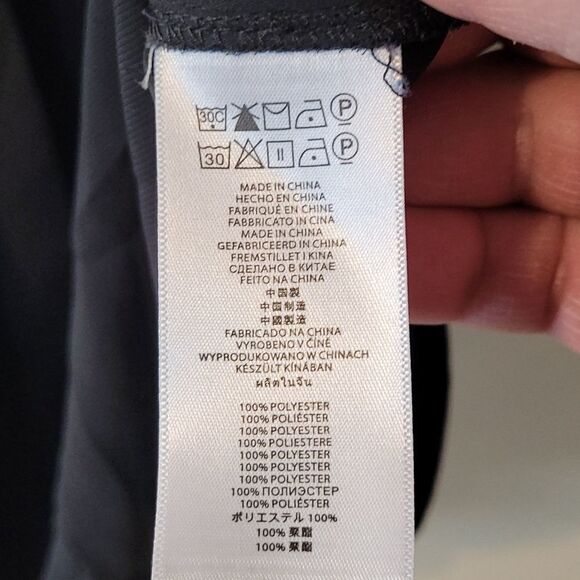 30C P
30 P
MADE IN CHINA
HECHO EN CHINA
FABRIQUÉ EN CHINE
FABBRICATO IN CINA
MADE IN CHINA
GEFABRICEERD IN CHINA
FREMSTILLET I KINA
СДЕЛАНО В КИТАЕ
FEITO NA CHINA
中国製
中国制造
中國製造
FABRICADO NA CHINA
VYROBENO V ČÍNĚ
WYPRODUKOWANO W CHINACH
KÉSZÜLT KÍNÁBAN
ผลิตในจีน
100% POLYESTER
100% POLIÉSTER
100% POLYESTER
100% POLIESTERE
100% POLYESTER
100% POLYESTER
100% POLYESTER
100% ПОЛИЭСТЕР
100% POLIÉSTER
ポリエステル 100%
100% 聚酯
100% 聚酯